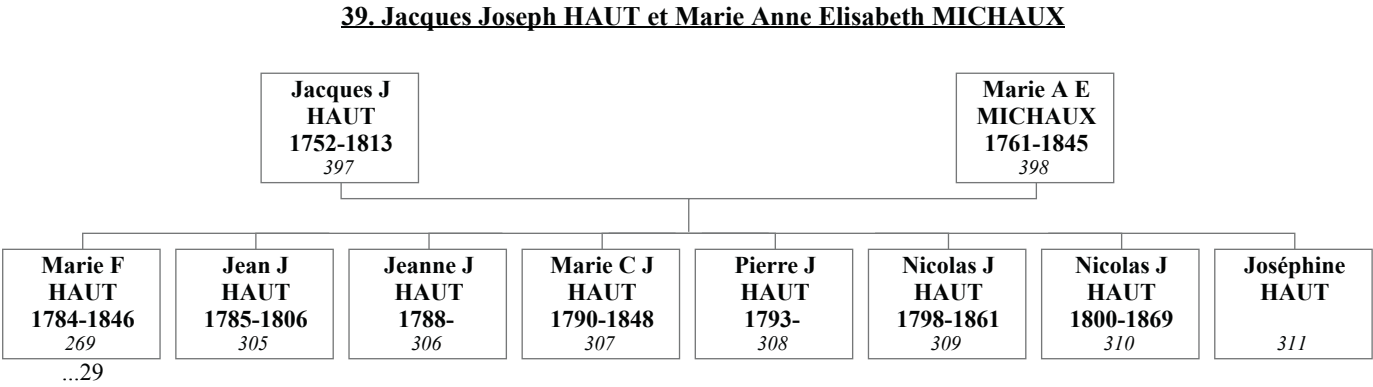 39. Jacques Joseph HAUT et Marie Anne Elisabeth MICHAUX
Jacques J
HAUT
1752-1813
397
Marie A E
MICHAUX
1761-1845
398
Marie F
HAUT
1784-1846
269
...29
Jean J
HAUT
1785-1806
305
Jeanne J
HAUT
1788-
306
Marie C J
HAUT
1790-1848
307
Pierre J
HAUT
1793-
308
Nicolas J
HAUT
1798-1861
309
Nicolas J
HAUT
1800-1869
310
Joséphine
HAUT
311